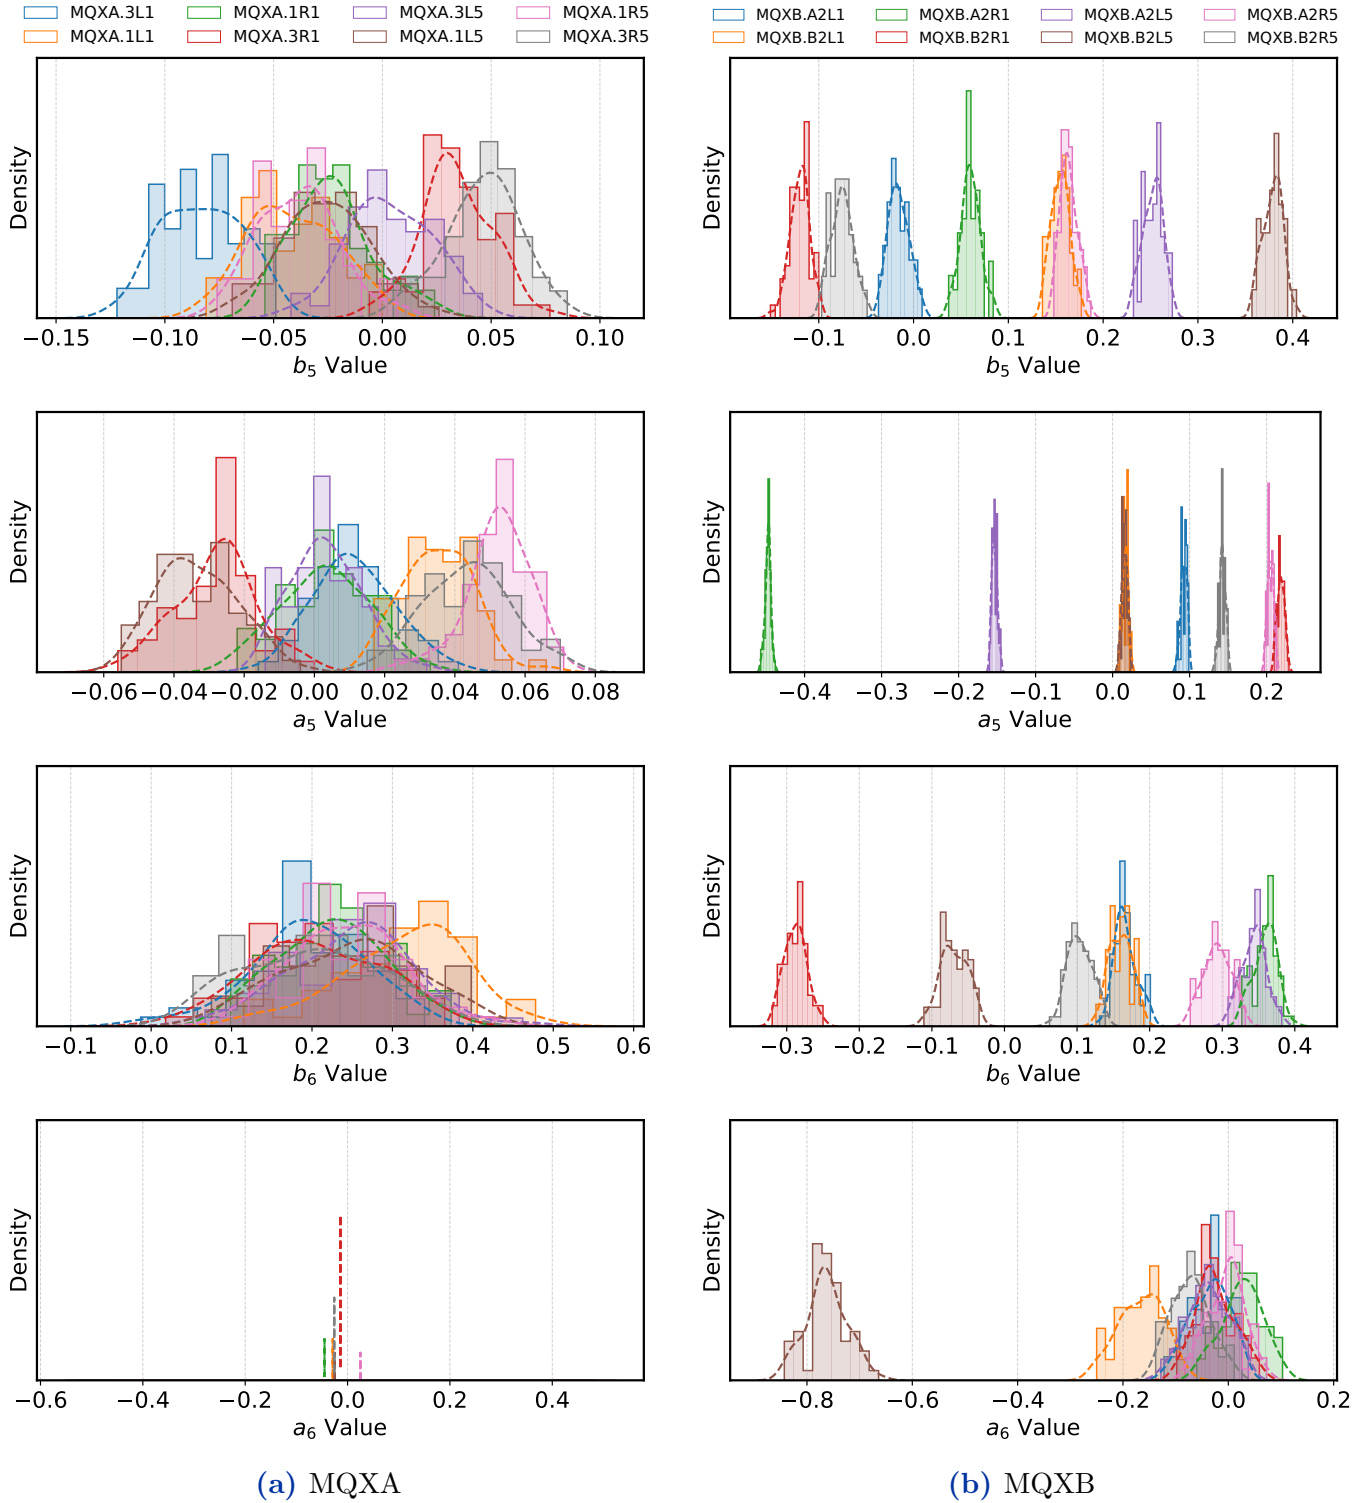 MQXA.3L1 MQXA.1R1 MQXA.3L5 MQXA.1R5
MQXA.1L1 MQXA.3R1 MQXA.1L5 MQXA.3R5
MQXB.A2L1 MQXB.A2R1 MQXB.A2L5 MQXB.A2R5
MQXB.B2L1 MQXB.B2R1 MQXB.B2L5 MQXB.B2R5
Density
−0.15 −0.10 −0.05 0.00 0.05 0.10
b5 Value
Density
−0.1 0.0 0.1 0.2 0.3 0.4
b5 Value
Density
−0.06 −0.04 −0.02 0.00 0.02 0.04 0.06 0.08
a5 Value
Density
−0.4 −0.3 −0.2 −0.1 0.0 0.1 0.2
a5 Value
Density
−0.1 0.0 0.1 0.2 0.3 0.4 0.5 0.6
b6 Value
Density
−0.3 −0.2 −0.1 0.0 0.1 0.2 0.3 0.4
b6 Value
Density
−0.6 −0.4 −0.2 0.0 0.2 0.4
a6 Value
Density
−0.8 −0.6 −0.4 −0.2 0.0 0.2
a6 Value
(a) MQXA
(b) MQXB